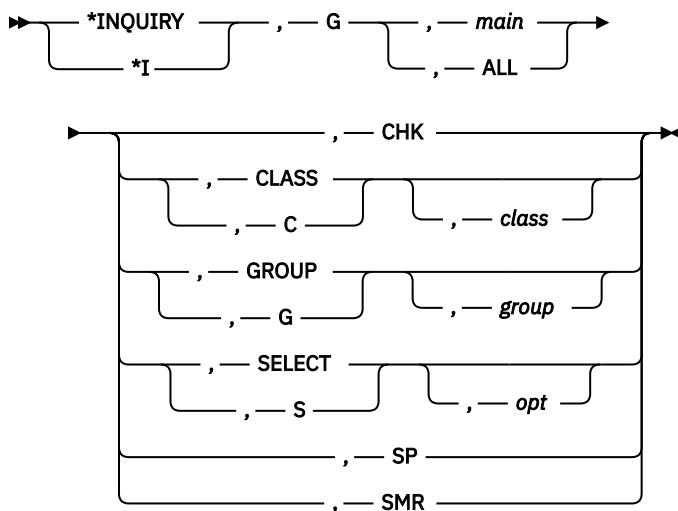 *INQUIRY , G , main
*I , ALL
, CHK
, CLASS
, C , class
, GROUP
, G , group
, SELECT
, S , opt
, SP
, SMR